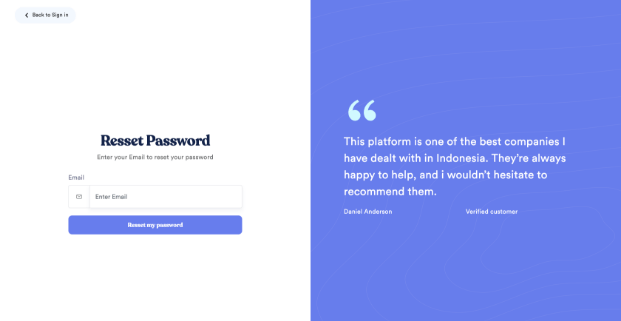 Back to Sign in
Resset Password
Enter your Email to reset your password
Email
Enter Email
Resset my password
“
This platform is one of the best companies I
have dealt with in Indonesia. They’re always
happy to help, and i wouldn’t hesitate to
recommend them.
Daniel Anderson
Verified customer